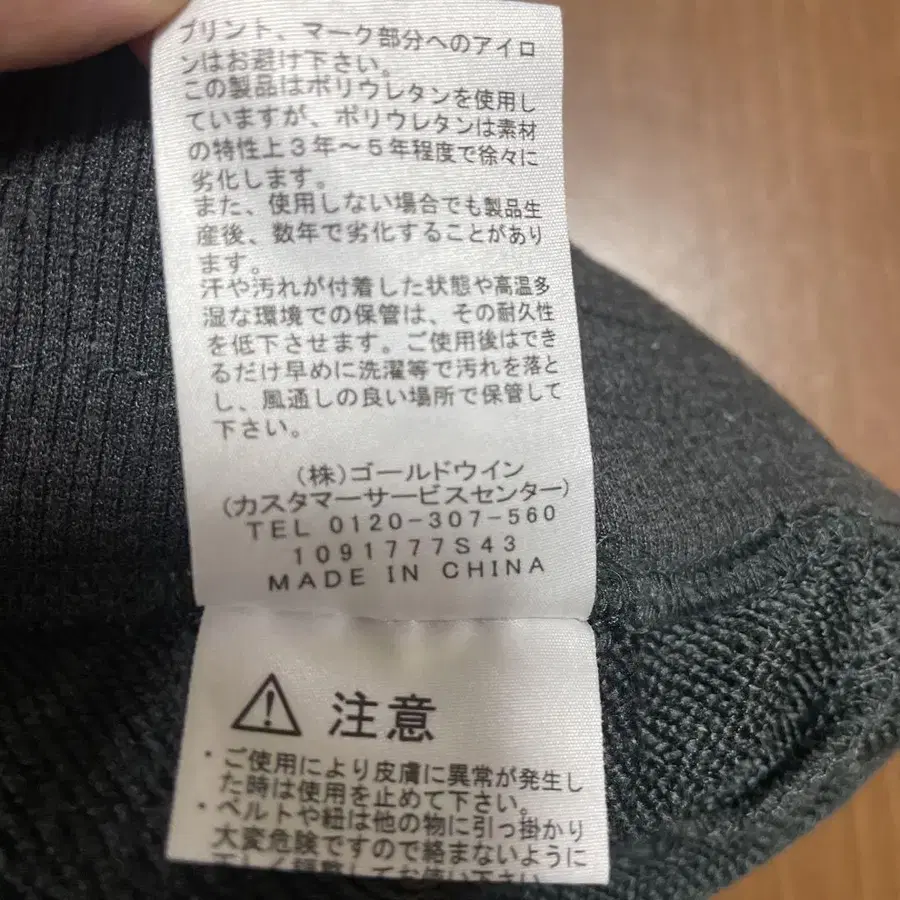 プリント、マーク部分へのアイロ
ンはお避け下さい。
この製品はポリウレタンを使用し
ていますが、ポリウレタンは素材
の特性上3年〜5年程度で徐々に
劣化します。
また、使用しない場合でも製品生
産後、数年で劣化することがあり
ます。
汗や汚れが付着した状態や高温多
湿な環境での保管は、その耐久性
を低下させます。ご使用後はでき
るだけ早めに洗濯等で汚れを落と
し、風通しの良い場所で保管して
下さい。
(株)ゴールドウイン
(カスタマーサービスセンター)
TEL 0120-307-560
1091777S43
MADE IN CHINA
注意
・ご使用により皮膚に異常が発生し
た時は使用を止めて下さい。
・ベルトや紐は他の物に引っ掛かり
大変危険ですので絡まないように
してお使い